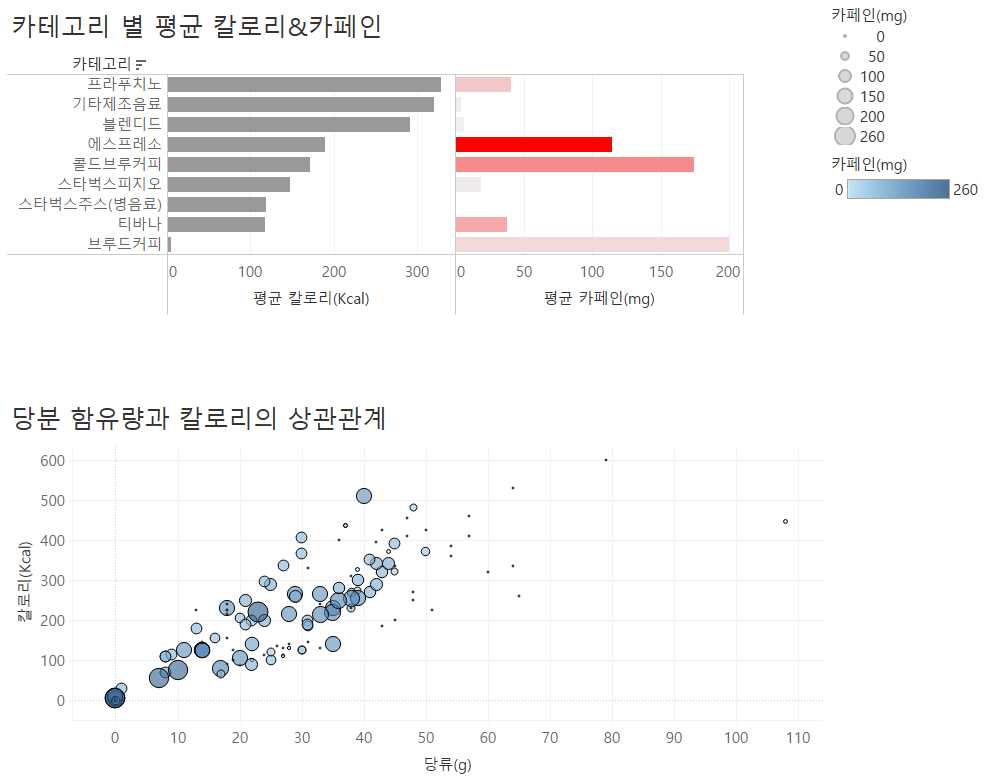 카테고리 별 평균 칼로리&카페인
카테고리
프라푸치노
기타제조음료
블렌디드
에스프레소
콜드브루커피
스타벅스피지오
스타벅스주스(병음료)
티바나
브루드커피
0 100 200 300 0 50 100 150 200
평균 칼로리(Kcal) 평균 카페인(mg)
카페인(mg)
0
50
100
150
200
260
카페인(mg)
0 260
당분 함유량과 칼로리의 상관관계
칼로리(Kcal)
600
500
400
300
200
100
0
0 10 20 30 40 50 60 70 80 90 100 110
당류(g)